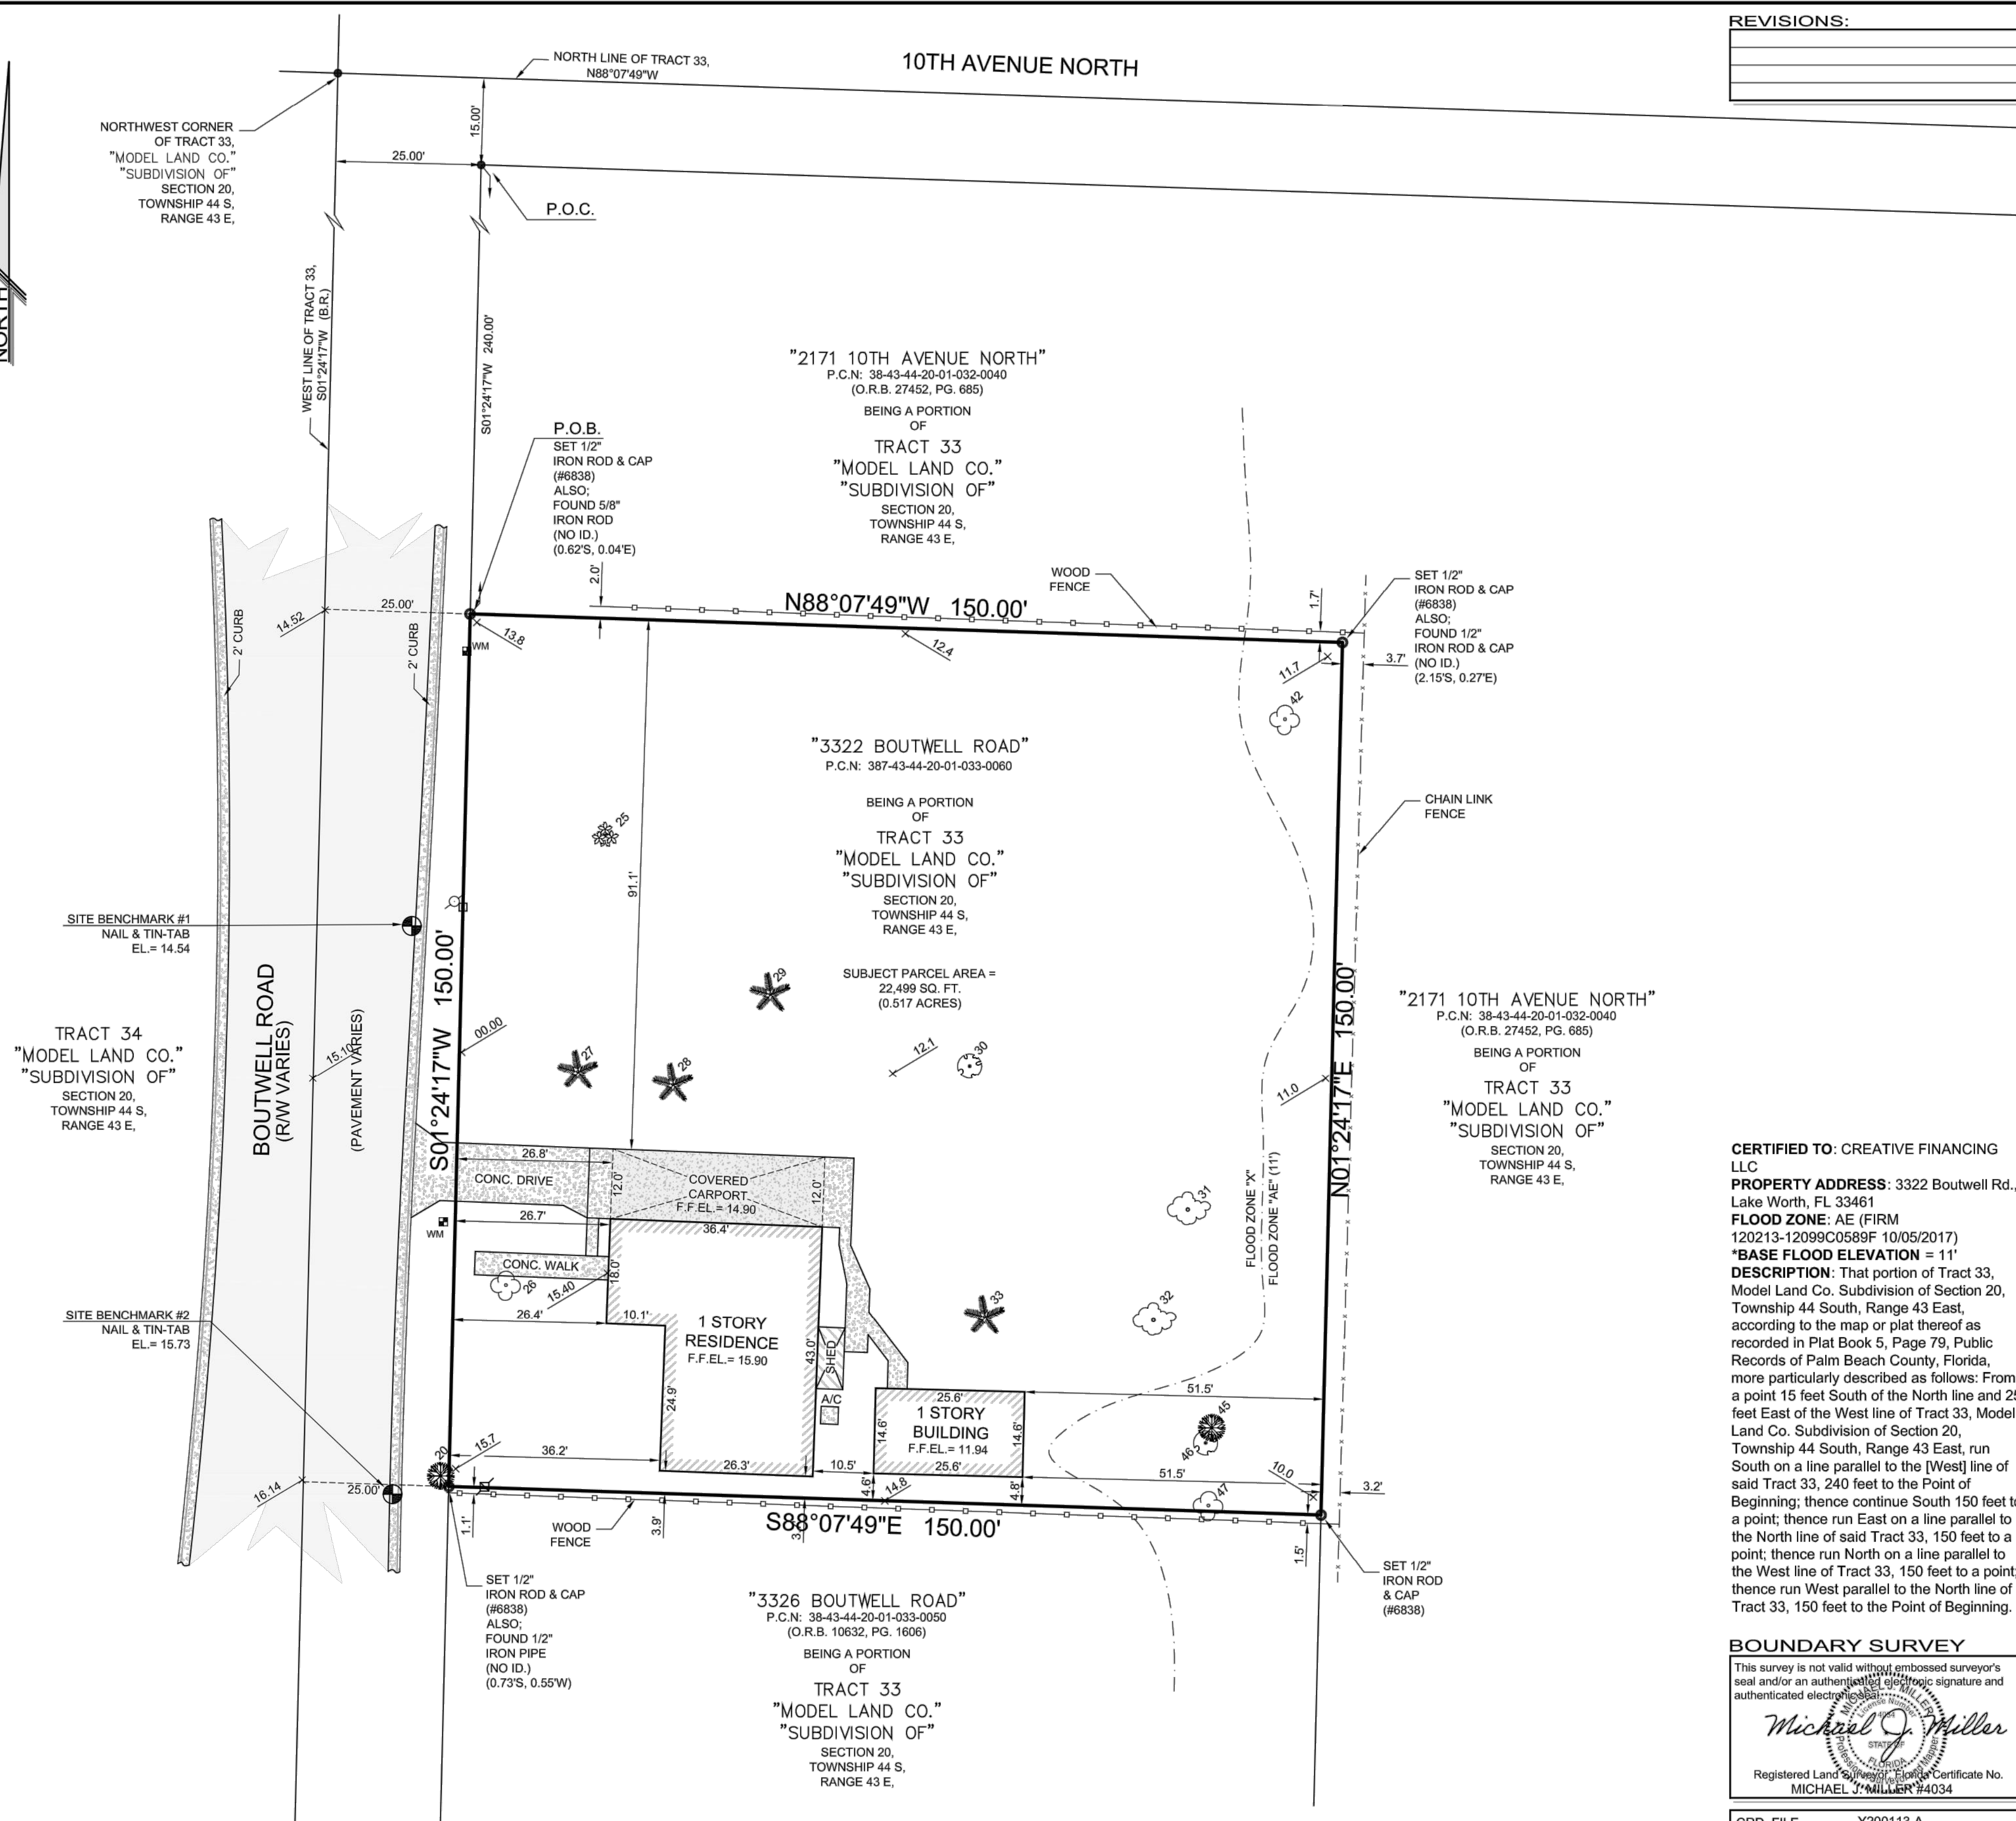 REVISIONS:
10TH AVENUE NORTH
NORTH LINE OF TRACT 33,
N88°07'49"W
NORTH
NORTHWEST CORNER
OF TRACT 33,
"MODEL LAND CO."
"SUBDIVISION OF"
SECTION 20,
TOWNSHIP 44 S,
RANGE 43 E,
15.00'
25.00'
P.O.C.
WEST LINE OF TRACT 33,
S01°24'17"W (B.R.)
S01°24'17"W 240.00'
"2171 10TH AVENUE NORTH"
P.C.N: 38-43-44-20-01-032-0040
(O.R.B. 27452, PG. 685)
BEING A PORTION
OF
TRACT 33
"MODEL LAND CO."
"SUBDIVISION OF"
SECTION 20,
TOWNSHIP 44 S,
RANGE 43 E,
P.O.B.
SET 1/2"
IRON ROD & CAP
(#6838)
ALSO;
FOUND 5/8"
IRON ROD
(NO ID.)
(0.62'S, 0.04'E)
2.0'
WOOD
FENCE
1.7'
SET 1/2"
IRON ROD & CAP
(#6838)
ALSO;
FOUND 1/2"
IRON ROD & CAP
(NO ID.)
(2.15'S, 0.27'E)
3.7'
N88°07'49"W 150.00'
25.00'
14.52
2' CURB
2' CURB
WM
13.8
12.4
11.7
42
"3322 BOUTWELL ROAD"
P.C.N: 387-43-44-20-01-033-0060
BEING A PORTION
OF
TRACT 33
"MODEL LAND CO."
"SUBDIVISION OF"
SECTION 20,
TOWNSHIP 44 S,
RANGE 43 E,
SUBJECT PARCEL AREA =
22,499 SQ. FT.
(0.517 ACRES)
CHAIN LINK
FENCE
25
91.1'
29
27
28
30
12.1
00.00
11.0
SITE BENCHMARK #1
NAIL & TIN-TAB
EL.= 14.54
S01°24'17"W 150.00'
BOUTWELL ROAD
(R/W VARIES)
(PAVEMENT VARIES)
15.10
TRACT 34
"MODEL LAND CO."
"SUBDIVISION OF"
SECTION 20,
TOWNSHIP 44 S,
RANGE 43 E,
N01°24'17"E 150.00'
"2171 10TH AVENUE NORTH"
P.C.N: 38-43-44-20-01-032-0040
(O.R.B. 27452, PG. 685)
BEING A PORTION
OF
TRACT 33
"MODEL LAND CO."
"SUBDIVISION OF"
SECTION 20,
TOWNSHIP 44 S,
RANGE 43 E,
26.8'
CONC. DRIVE
12.0'
COVERED
CARPORT
F.F.EL.= 14.90
12.0'
26.7'
36.4'
WM
CONC. WALK
18.0'
26
15.40
26.4'
10.1'
1 STORY
RESIDENCE
F.F.EL.= 15.90
43.0'
SHED
A/C
24.9'
31
32
33
FLOOD ZONE "X"
FLOOD ZONE "AE" (11')
SITE BENCHMARK #2
NAIL & TIN-TAB
EL.= 15.73
25.6'
1 STORY
BUILDING
F.F.EL.= 11.94
25.6'
14.6'
14.6'
51.5'
51.5'
45
46
47
10.0
3.2'
20
15.7
36.2'
26.3'
10.5'
4.6'
14.8
4.8'
16.14
25.00'
1.1'
WOOD
FENCE
3.9'
S88°07'49"E 150.00'
1.5'
SET 1/2"
IRON ROD & CAP
(#6838)
ALSO;
FOUND 1/2"
IRON PIPE
(NO ID.)
(0.73'S, 0.55'W)
"3326 BOUTWELL ROAD"
P.C.N: 38-43-44-20-01-033-0050
(O.R.B. 10632, PG. 1606)
BEING A PORTION
OF
TRACT 33
"MODEL LAND CO."
"SUBDIVISION OF"
SECTION 20,
TOWNSHIP 44 S,
RANGE 43 E,
SET 1/2"
IRON ROD
& CAP
(#6838)
CERTIFIED TO: CREATIVE FINANCING
LLC
PROPERTY ADDRESS: 3322 Boutwell Rd.,
Lake Worth, FL 33461
FLOOD ZONE: AE (FIRM
120213-12099C0589F 10/05/2017)
*BASE FLOOD ELEVATION = 11'
DESCRIPTION: That portion of Tract 33,
Model Land Co. Subdivision of Section 20,
Township 44 South, Range 43 East,
according to the map or plat thereof as
recorded in Plat Book 5, Page 79, Public
Records of Palm Beach County, Florida,
more particularly described as follows: From
a point 15 feet South of the North line and
feet East of the West line of Tract 33, Model
Land Co. Subdivision of Section 20,
Township 44 South, Range 43 East, run
South on a line parallel to the [West] line of
said Tract 33, 240 feet to the Point of
Beginning; thence continue South 150 feet to
a point; thence run East on a line parallel to
the North line of said Tract 33, 150 feet to a
point; thence run North on a line parallel to
the West line of Tract 33, 150 feet to a point;
thence run West parallel to the North line of
Tract 33, 150 feet to the Point of Beginning.
BOUNDARY SURVEY
This survey is not valid without embossed surveyor's
seal and/or an authenticated electronic signature and
authenticated electronic seal.
Michael J. Miller
MICHAEL J. MILLER
License Number
4034
STATE OF
FLORIDA
Professional Surveyor and Mapper
Registered Land Surveyor, Florida Certificate No.
MICHAEL J. MILLER #4034